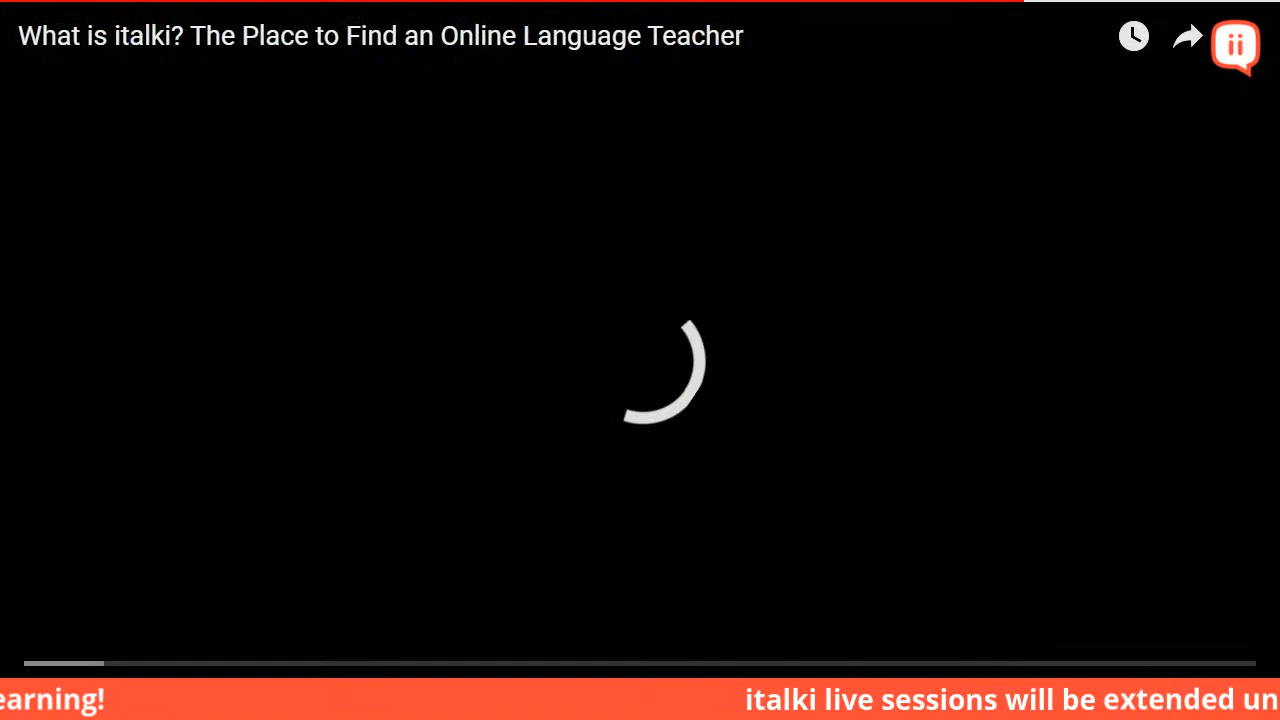 What is italki? The Place to Find an Online Language Teacher
earning! italki live sessions will be extended un